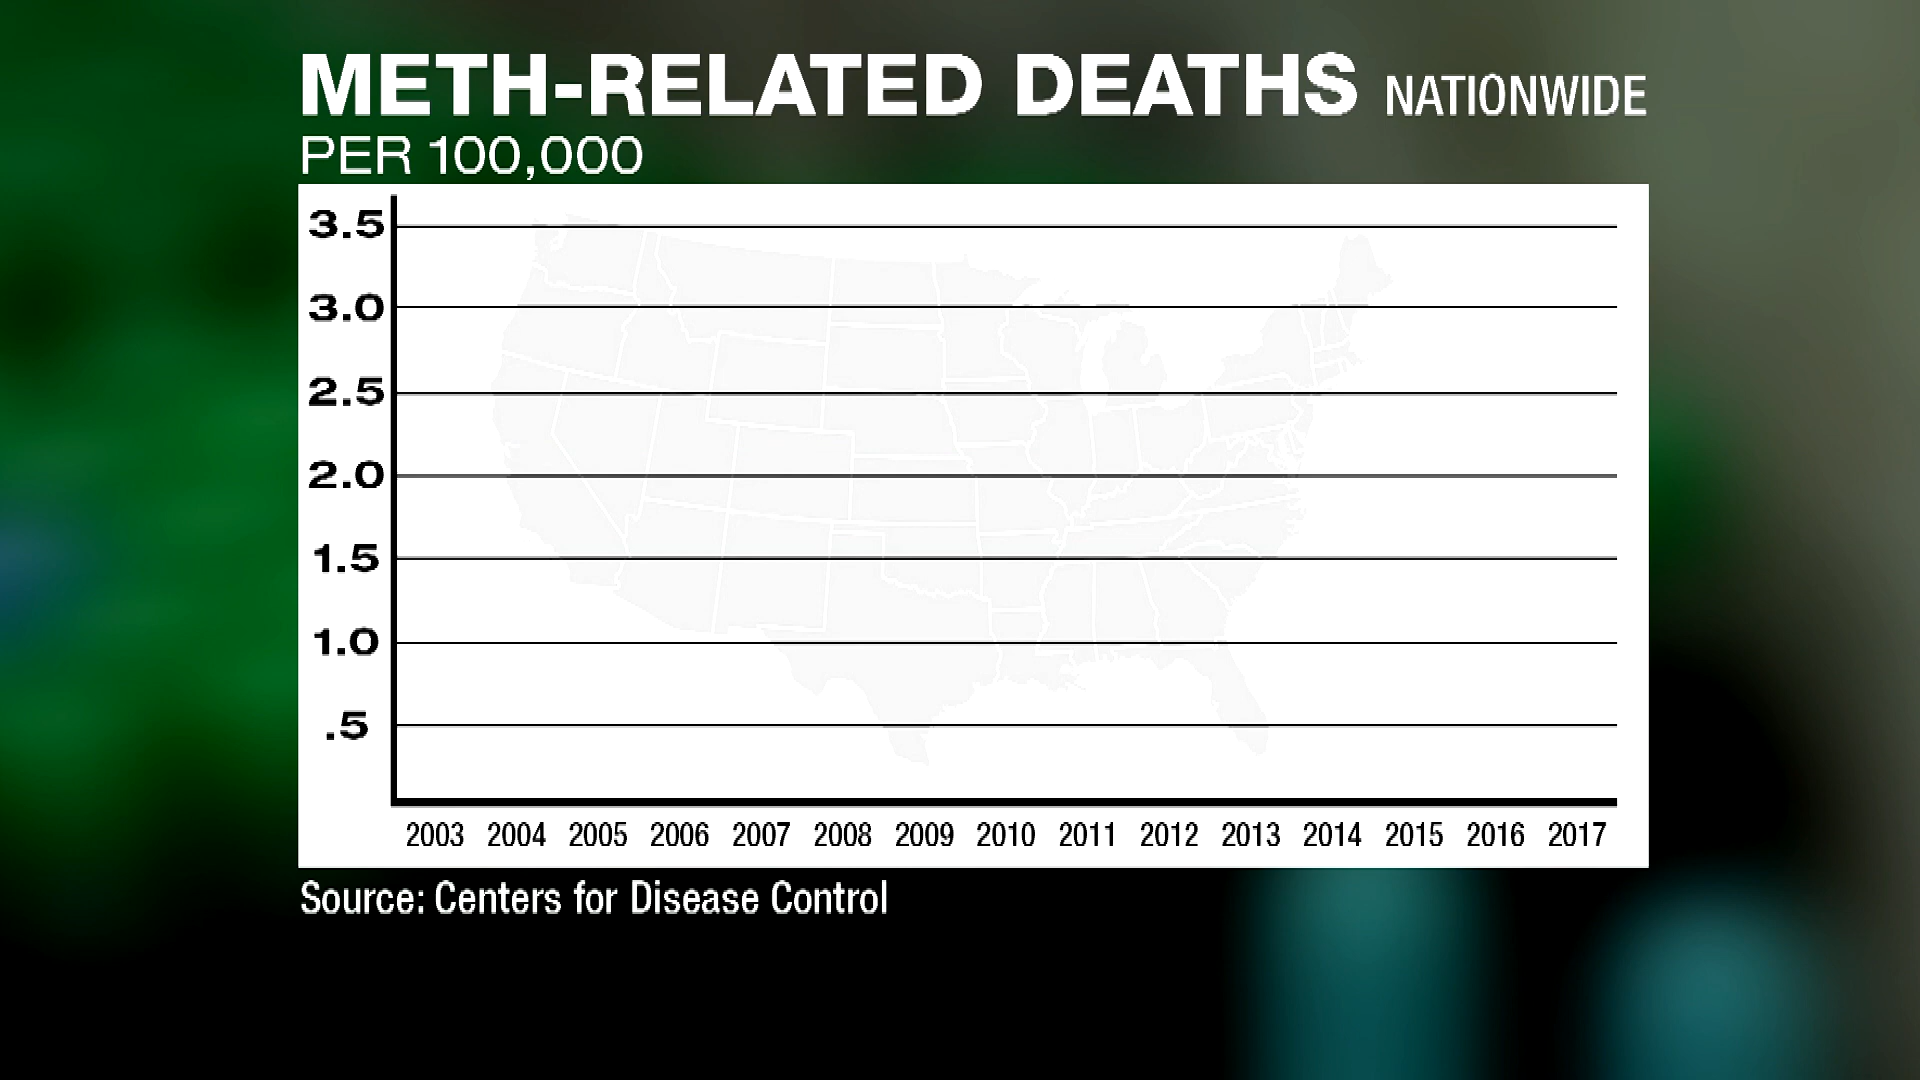 METH-RELATED DEATHS NATIONWIDE
PER 100,000
3.5
3.0
2.5
2.0
1.5
1.0
.5
2003 2004 2005 2006 2007 2008 2009 2010 2011 2012 2013 2014 2015 2016 2017
Source: Centers for Disease Control